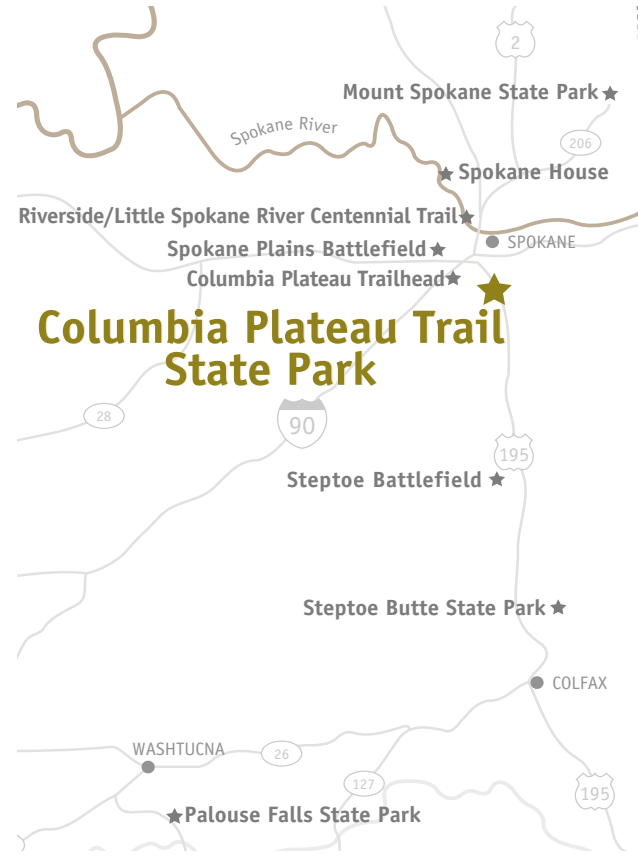 2
Mount Spokane State Park
Spokane River
206
Spokane House
Riverside/Little Spokane River Centennial Trail
SPOKANE
Spokane Plains Battlefield
Columbia Plateau Trailhead
Columbia Plateau Trail
State Park
28
90
195
Steptoe Battlefield
Steptoe Butte State Park
COLFAX
WASHTUCNA
26
127
195
Palouse Falls State Park